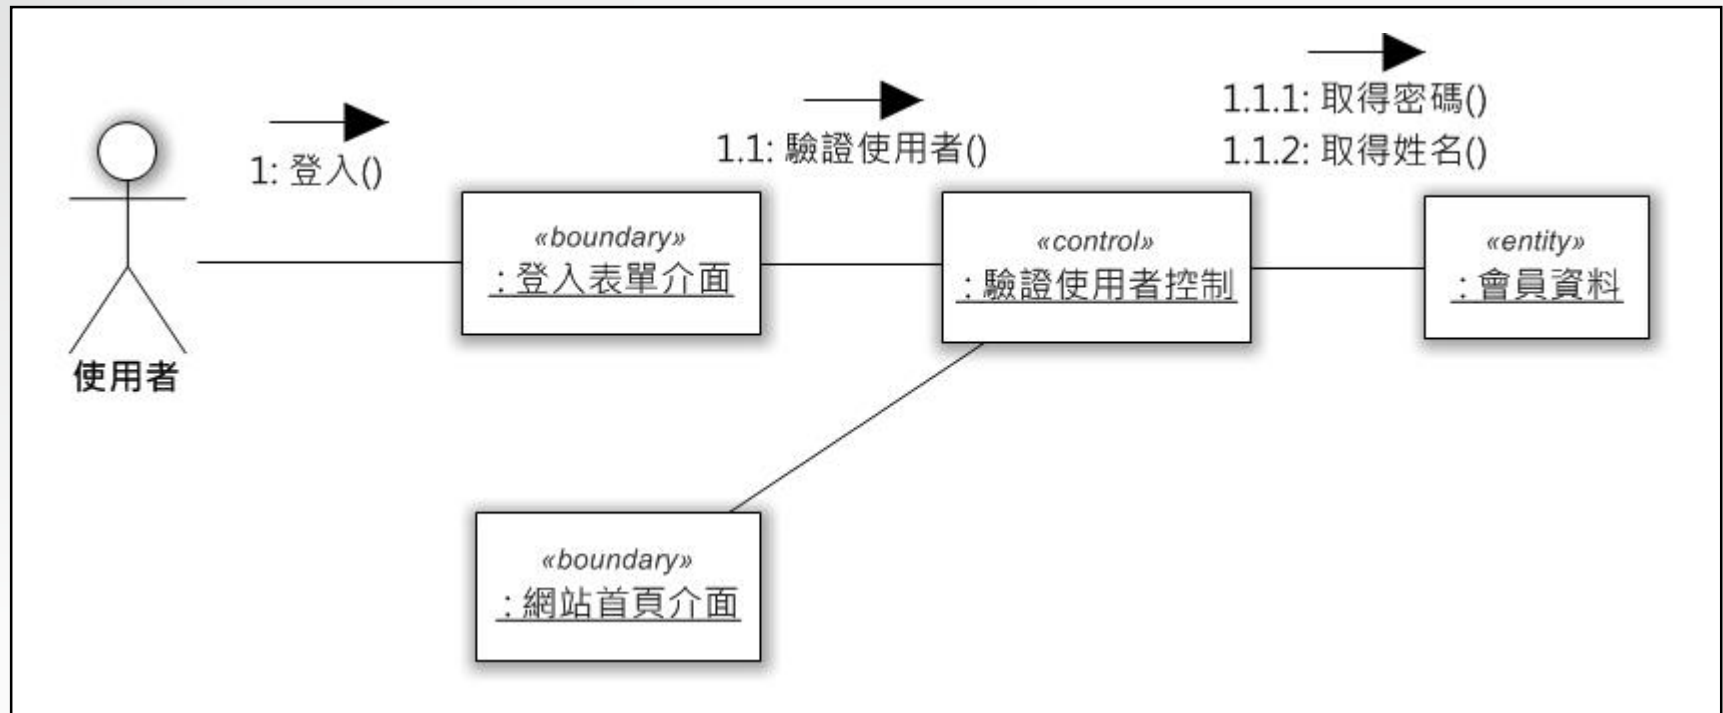 1: 登入()
1.1: 驗證使用者()
1.1.1: 取得密碼()
1.1.2: 取得姓名()
使用者
«boundary»
: 登入表單介面
«control»
: 驗證使用者控制
«entity»
: 會員資料
«boundary»
: 網站首頁介面